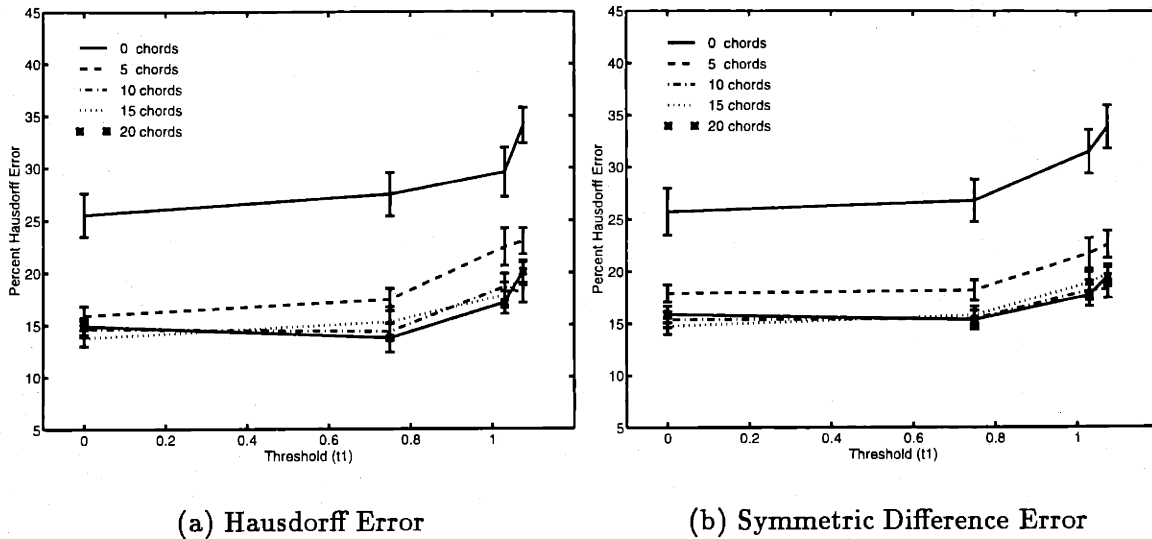 45
40
35
30
25
20
15
10
5
Percent Hausdorff Error
0 chords
5 chords
10 chords
15 chords
20 chords
0 0.2 0.4 0.6 0.8 1
Threshold (t1)
(a) Hausdorff Error
45
40
35
30
25
20
15
10
5
Percent Hausdorff Error
0 chords
5 chords
10 chords
15 chords
20 chords
0 0.2 0.4 0.6 0.8 1
Threshold (t1)
(b) Symmetric Difference Error